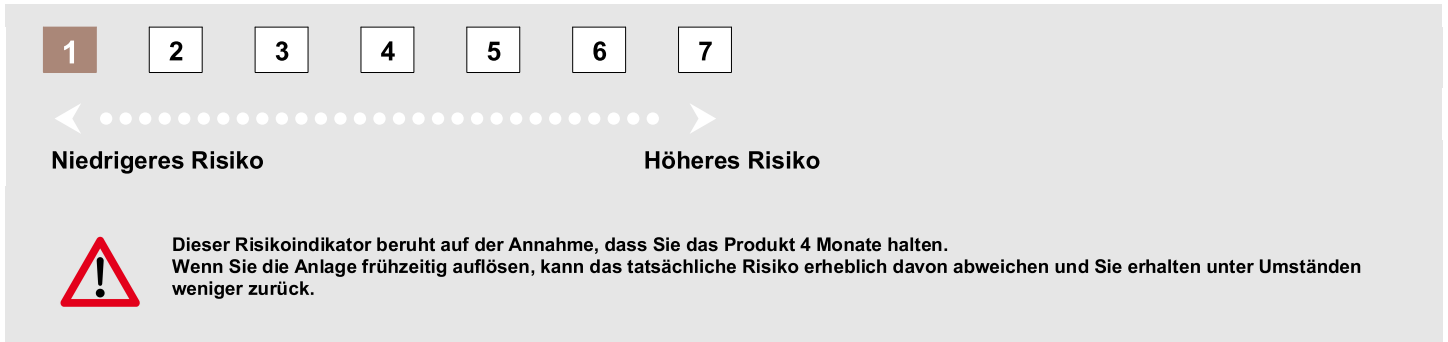 1 2 3 4 5 6 7
Niedrigeres Risiko Höheres Risiko
Dieser Risikoindikator beruht auf der Annahme, dass Sie das Produkt 4 Monate halten.
Wenn Sie die Anlage frühzeitig auflösen, kann das tatsächliche Risiko erheblich davon abweichen und Sie erhalten unter Umständen
weniger zurück.